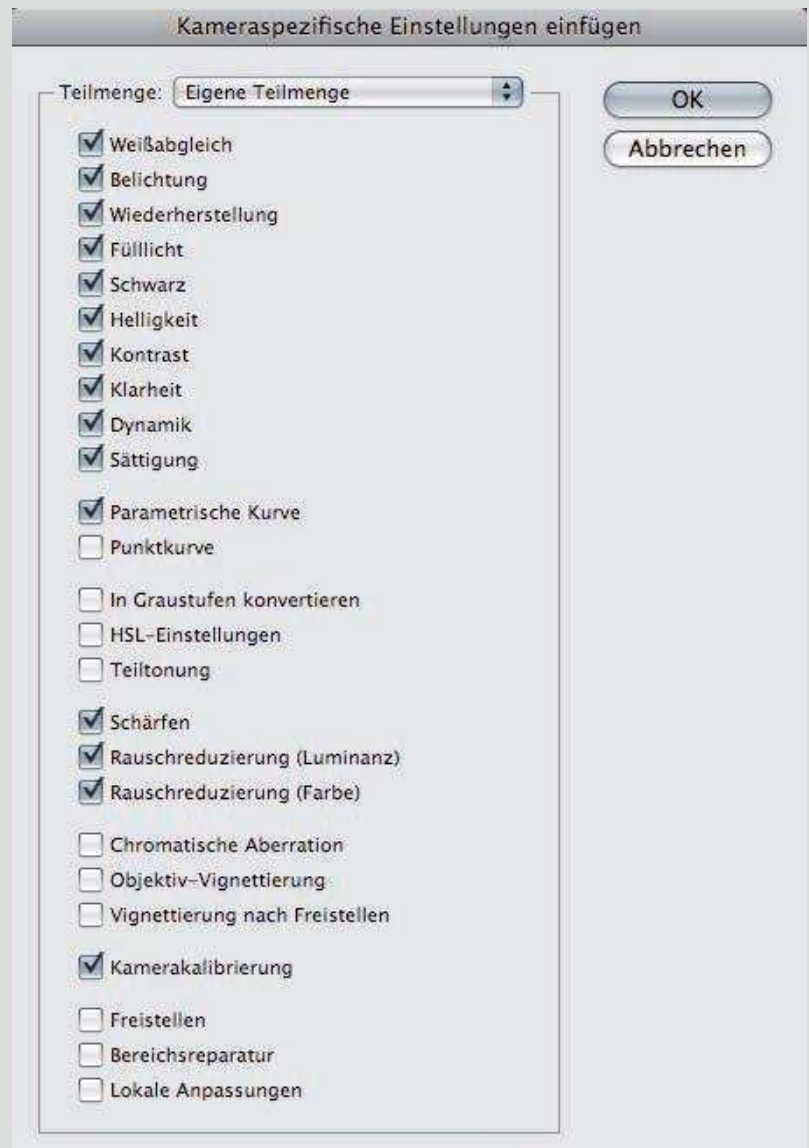 Kameraspezifische Einstellungen einfügen
Teilmenge: Eigene Teilmenge
OK
Abbrechen
Weißabgleich
Belichtung
Wiederherstellung
Fülllicht
Schwarz
Helligkeit
Kontrast
Klarheit
Dynamik
Sättigung
Parametrische Kurve
Punktkurve
In Graustufen konvertieren
HSL-Einstellungen
Teiltonung
Schärfen
Rauschreduzierung (Luminanz)
Rauschreduzierung (Farbe)
Chromatische Aberration
Objektiv-Vignettierung
Vignettierung nach Freistellen
Kamerakalibrierung
Freistellen
Bereichsreparatur
Lokale Anpassungen